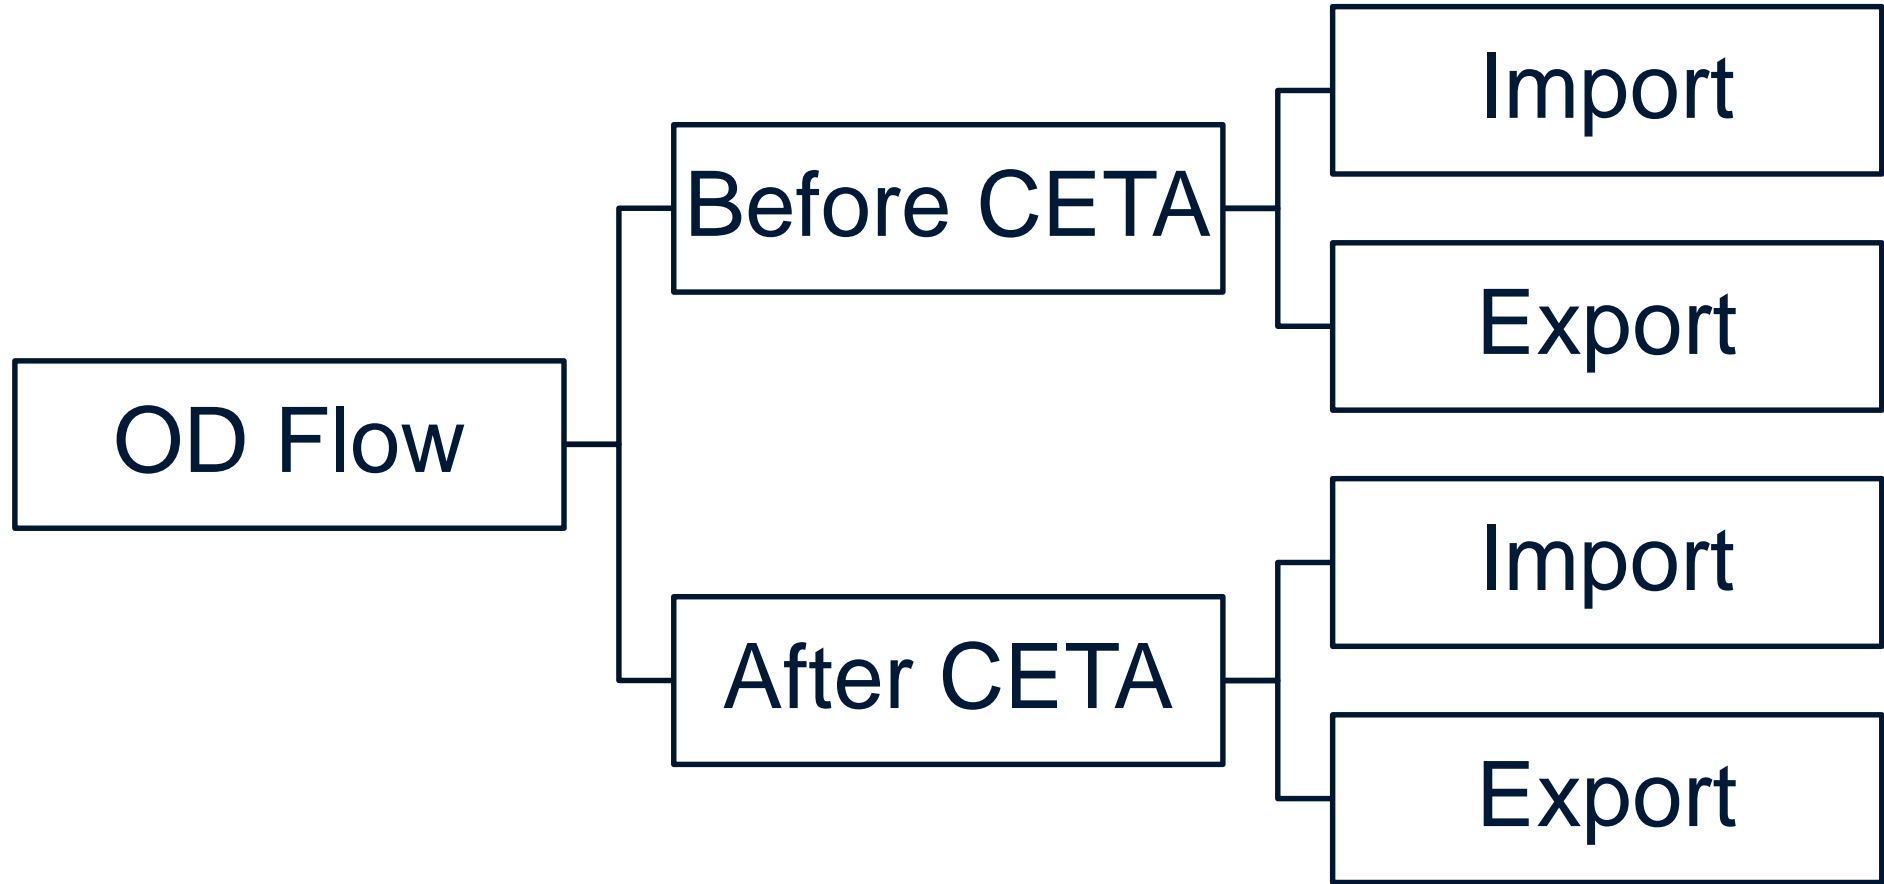 OD Flow
Before CETA
Import
Export
After CETA
Import
Export